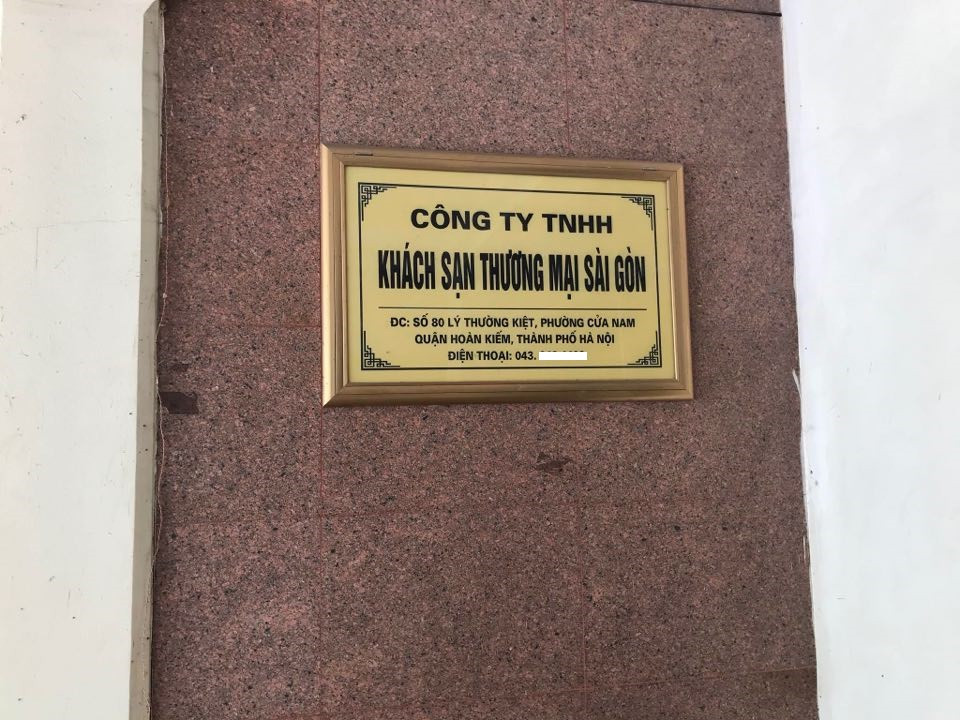 CÔNG TY TNHH
KHÁCH SẠN THƯƠNG MẠI SÀI GÒN
ĐC: SỐ 80 LÝ THƯỜNG KIỆT, PHƯỜNG CỬA NAM
QUẬN HOÀN KIẾM, THÀNH PHỐ HÀ NỘI
ĐIỆN THOẠI: 043.